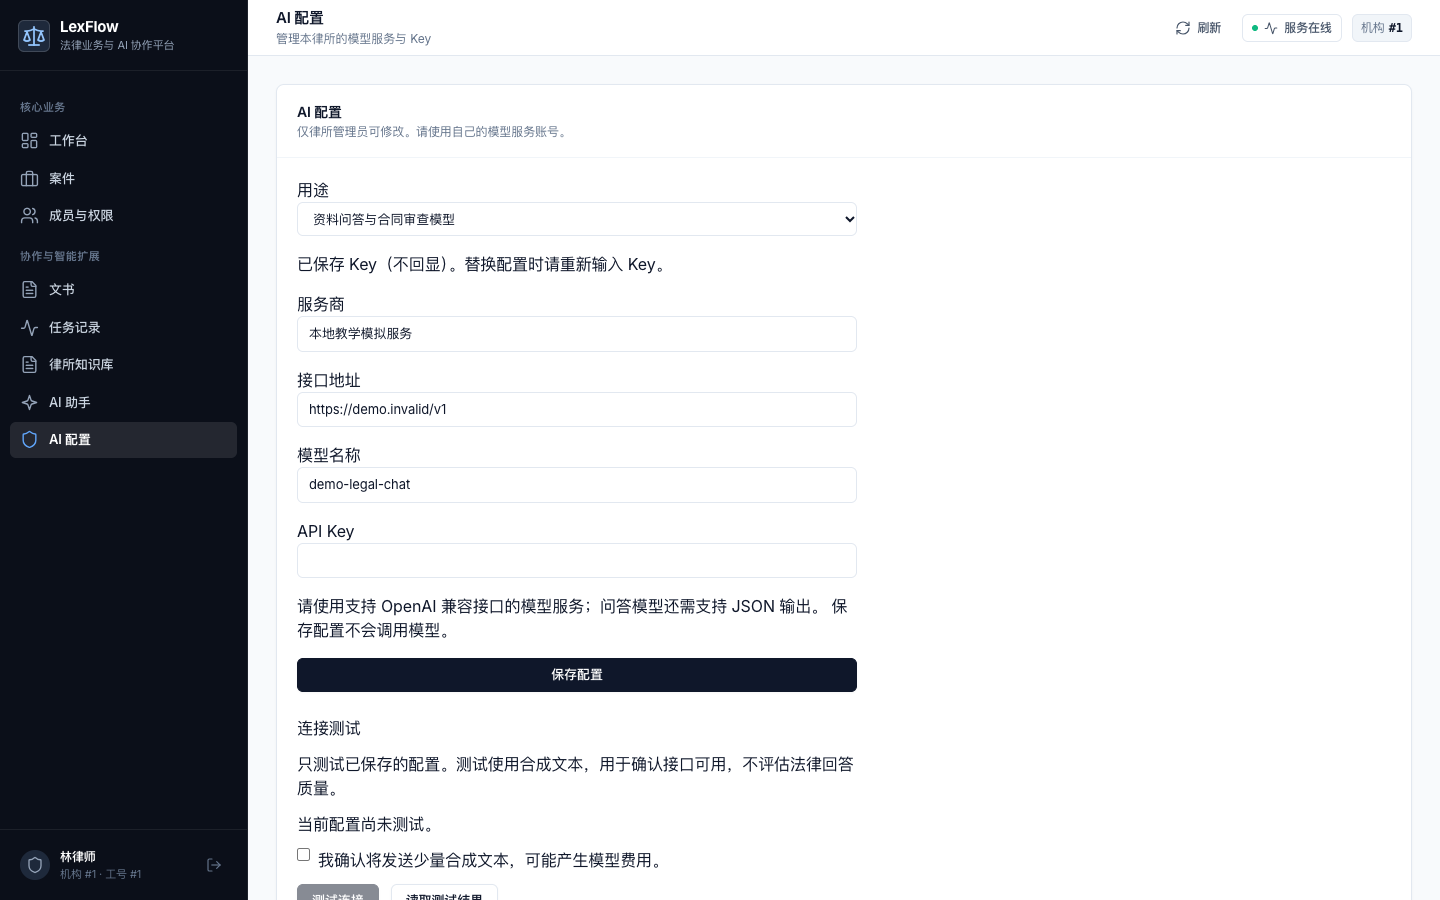 LexFlow
法律业务与 AI 协作平台
核心业务
工作台
案件
成员与权限
协作与智能扩展
文书
任务记录
律所知识库
AI 助手
AI 配置
林律师
机构 #1 · 工号 #1
AI 配置
管理本律所的模型服务与 Key
刷新
服务在线
机构 #1
AI 配置
仅律所管理员可修改。请使用自己的模型服务账号。
用途
资料问答与合同审查模型
已保存 Key（不回显）。替换配置时请重新输入 Key。
服务商
本地教学模拟服务
接口地址
https://demo.invalid/v1
模型名称
demo-legal-chat
API Key
请使用支持 OpenAI 兼容接口的模型服务；问答模型还需支持 JSON 输出。 保
存配置不会调用模型。
保存配置
连接测试
只测试已保存的配置。测试使用合成文本，用于确认接口可用，不评估法律回答
质量。
当前配置尚未测试。
我确认将发送少量合成文本，可能产生模型费用。
测试连接
读取测试结果